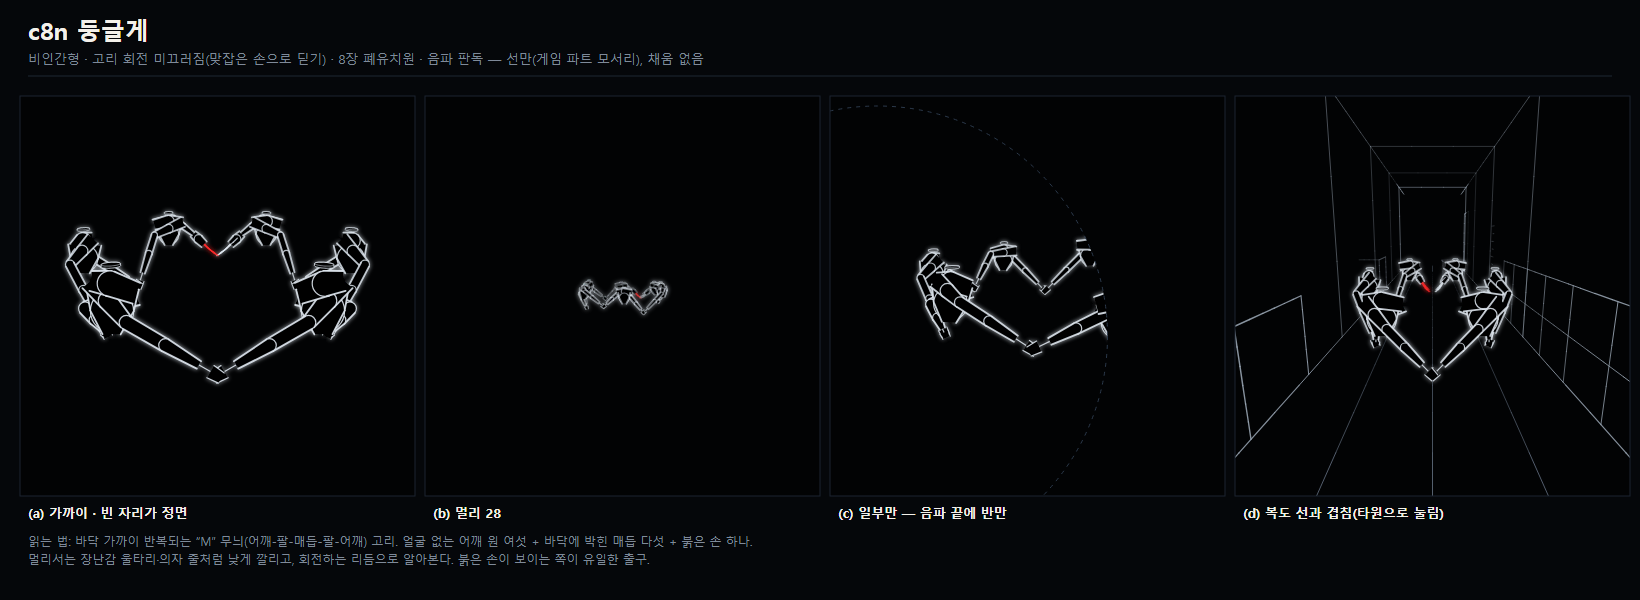 c8n 둥글게
비인간형 · 고리 회전 미끄러짐(맞잡은 손으로 딛기) · 8장 폐유치원 · 음파 판독 — 선만(게임 파트 모서리), 채움 없음
(a) 가까이 · 빈 자리가 정면
(b) 멀리 28
(c) 일부만 — 음파 끝에 반만
(d) 복도 선과 겹침(타원으로 눌림)
읽는 법: 바닥 가까이 반복되는 “M” 무늬(어깨-팔-매듭-팔-어깨) 고리. 얼굴 없는 어깨 원 여섯 + 바닥에 박힌 매듭 다섯 + 붉은 손 하나.
멀리서는 장난감 울타리·의자 줄처럼 낮게 깔리고, 회전하는 리듬으로 알아본다. 붉은 손이 보이는 쪽이 유일한 출구.